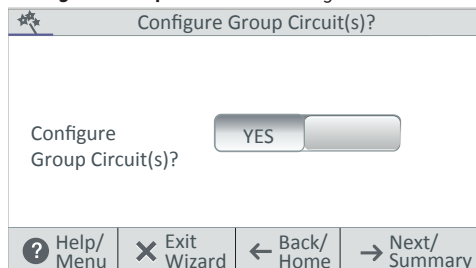 Configure Group Circuit(s)?
Configure
Group Circuit(s)?
YES
Help/
Menu
Exit
Wizard
Back/
Home
Next/
Summary